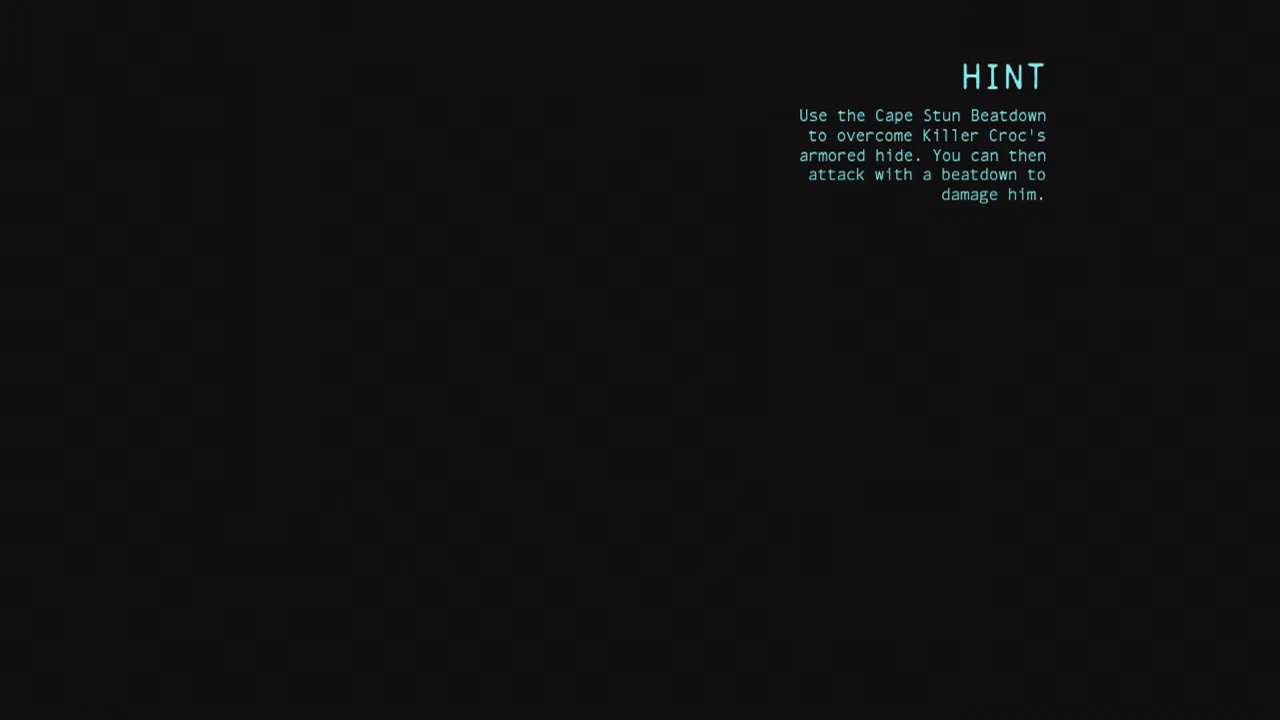 HINT
Use the Cape Stun Beatdown
to overcome Killer Croc's
armored hide. You can then
attack with a beatdown to
damage him.